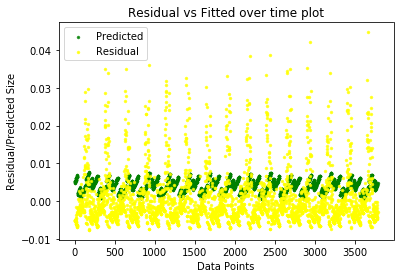 Residual vs Fitted over time plot
Predicted
Residual
0.04
0.03
0.02
0.01
0.00
−0.01
Residual/Predicted Size
0 500 1000 1500 2000 2500 3000 3500
Data Points